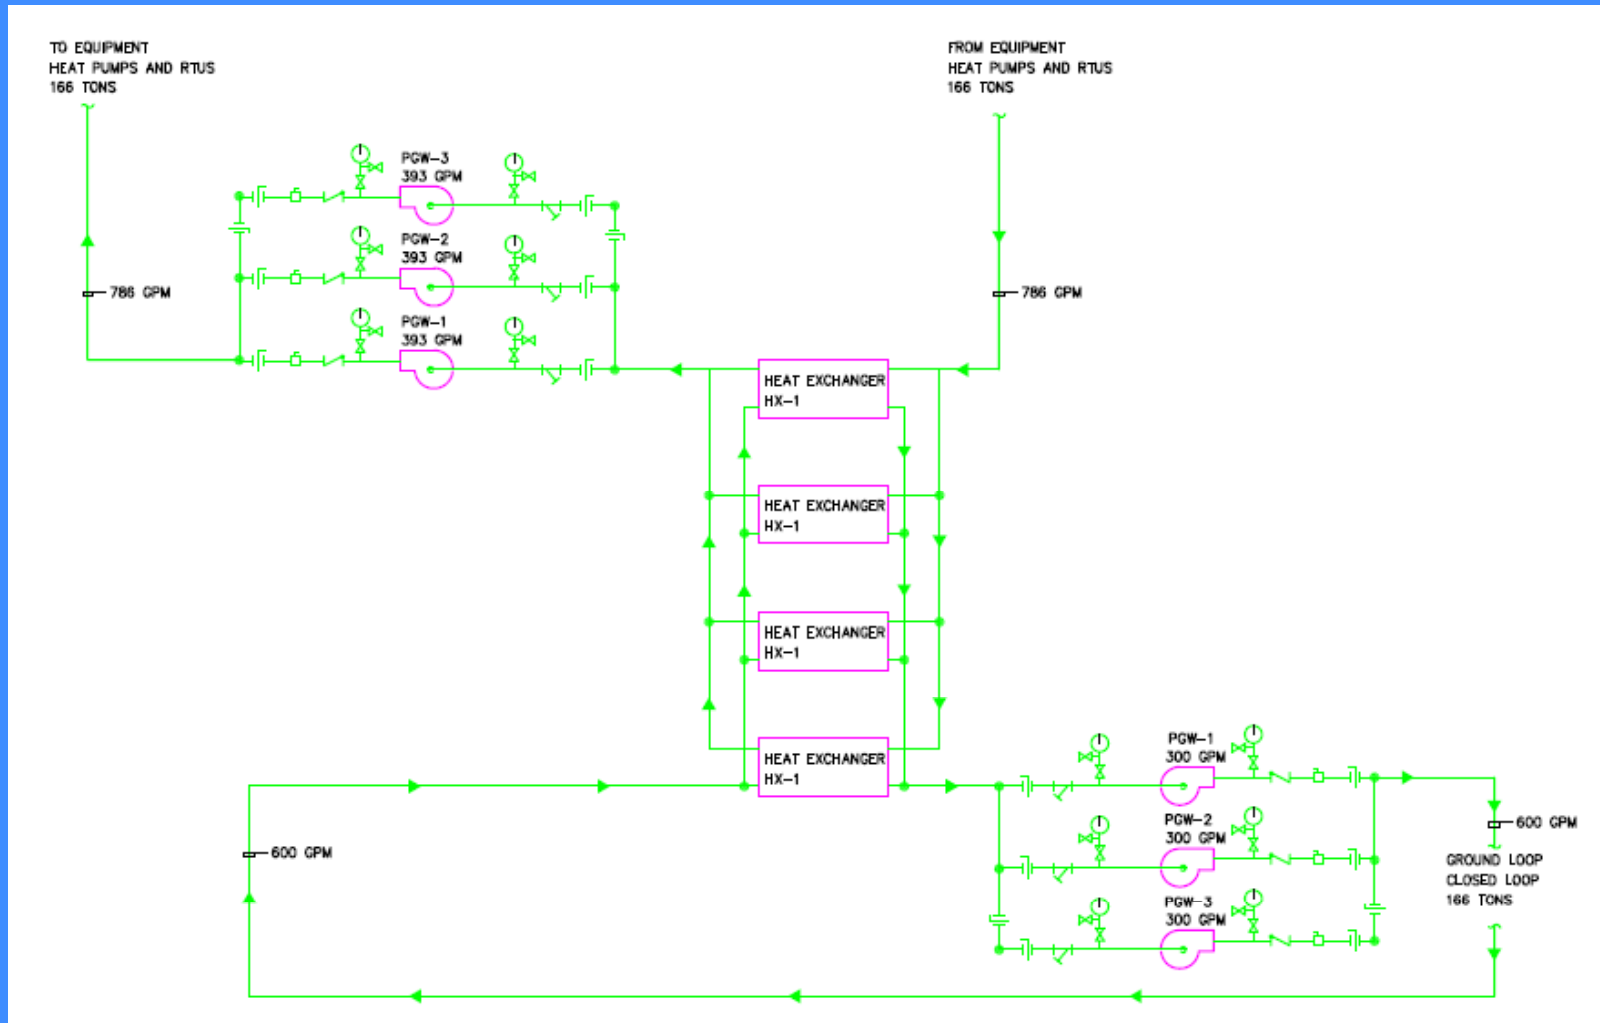 TO EQUIPMENT
HEAT PUMPS AND RTUS
166 TONS
FROM EQUIPMENT
HEAT PUMPS AND RTUS
166 TONS
PGW-3
393 GPM
PGW-2
393 GPM
786 GPM
786 GPM
PGW-1
393 GPM
HEAT EXCHANGER
HX-1
HEAT EXCHANGER
HX-1
HEAT EXCHANGER
HX-1
HEAT EXCHANGER
HX-1
PGW-1
300 GPM
PGW-2
300 GPM
600 GPM
600 GPM
GROUND LOOP
CLOSED LOOP
166 TONS
PGW-3
300 GPM